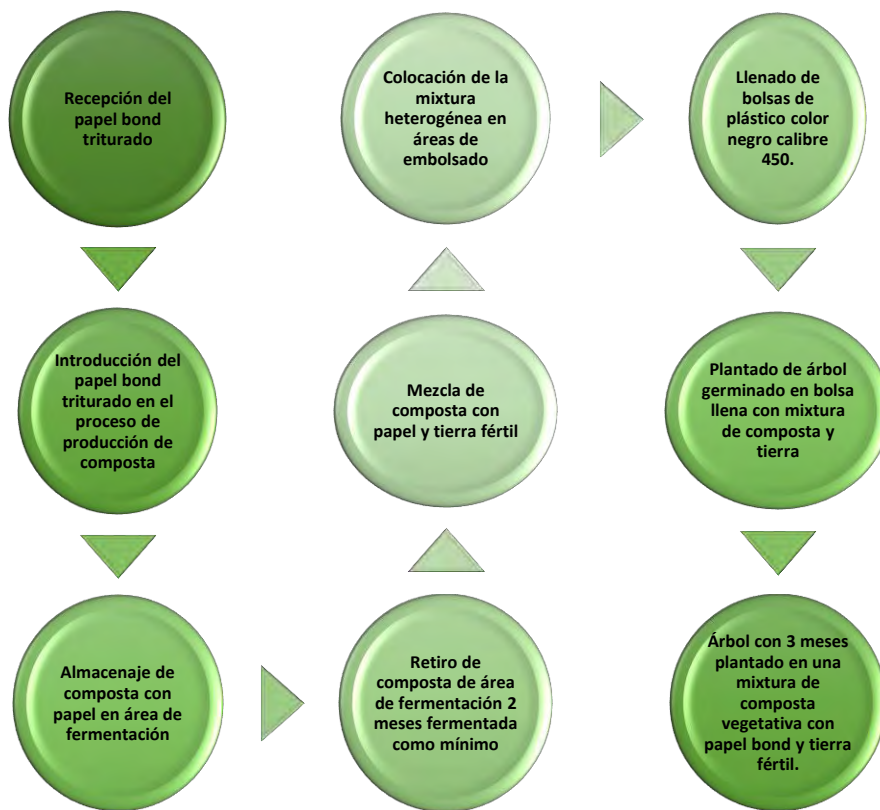 Recepción del
papel bond
triturado
Introducción del
papel bond
triturado en el
proceso de
producción de
composta
Almacenaje de
composta con
papel en área de
fermentación
Retiro de
composta de área
de fermentación 2
meses fermentada
como mínimo
Mezcla de
composta con
papel y tierra fértil
Colocación de la
mixtura
heterogénea en
áreas de
embolsado
Llenado de
bolsas de
plástico color
negro calibre
450.
Plantado de árbol
germinado en bolsa
llena con mixtura
de composta y
tierra
Árbol con 3 meses
plantado en una
mixtura de
composta
vegetativa con
papel bond y tierra
fértil.